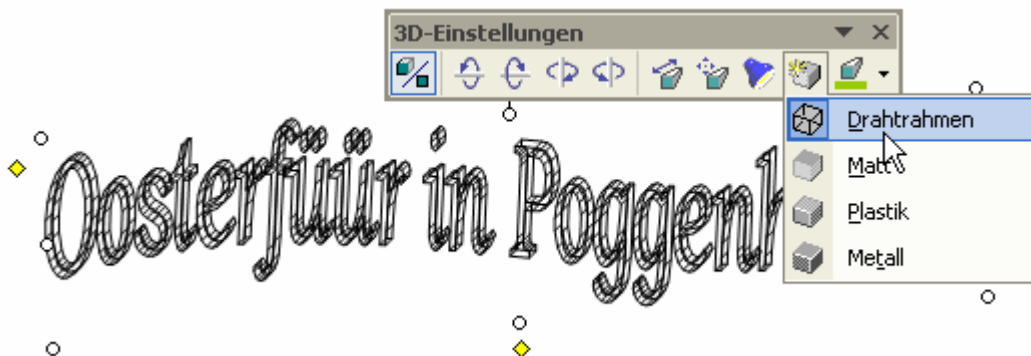 3D-Einstellungen
Drahtrahmen
Matt
Plastik
Metall
Oosterfüür in Poggenh